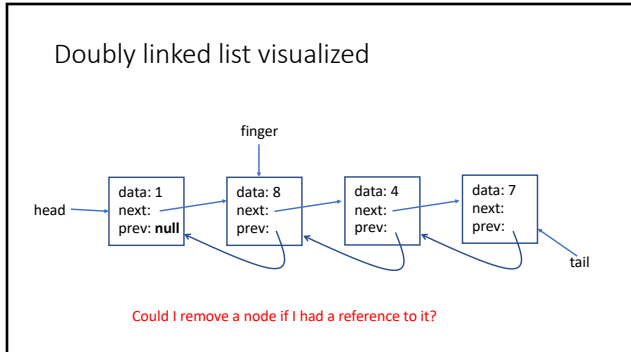 Doubly linked list visualized
finger
head
data: 1
next:
prev: null
data: 8
next:
prev:
data: 4
next:
prev:
data: 7
next:
prev:
tail
Could I remove a node if I had a reference to it?